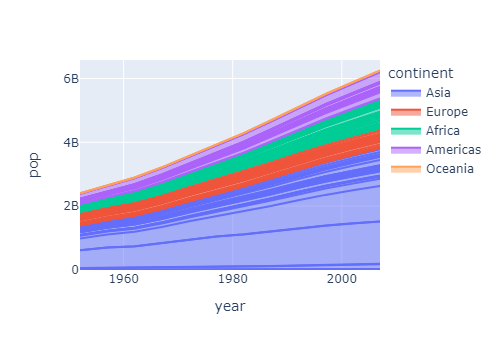 continent
Asia
Europe
Africa
Americas
Oceania
pop
6B
4B
2B
0
1960
1980
2000
year